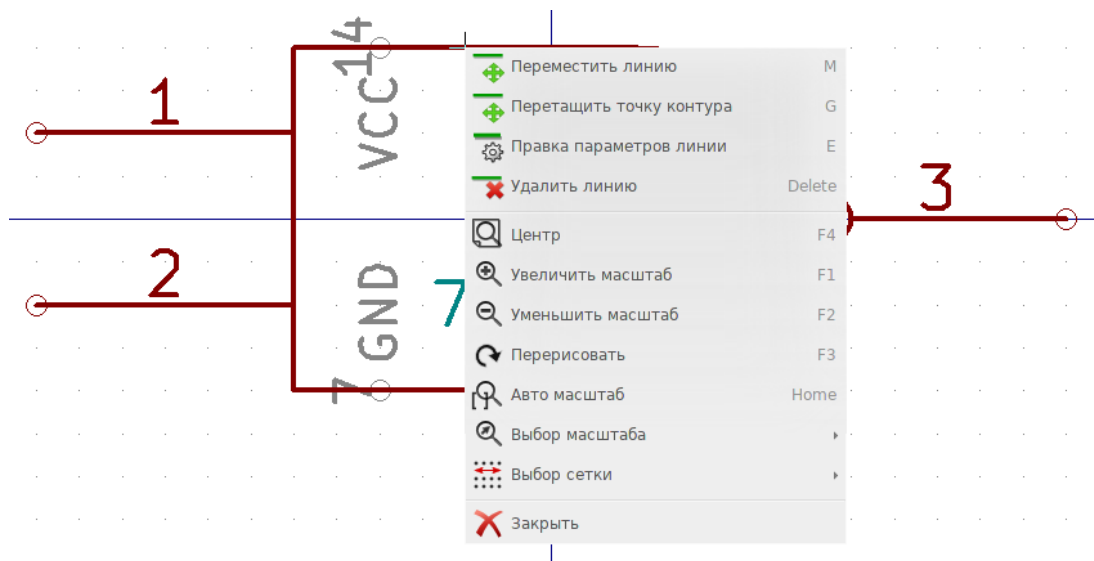 14
VCC
1
2
3
GND
7
7
Переместить линию M
Перетащить точку контура G
Правка параметров линии E
Удалить линию Delete
Центр F4
Увеличить масштаб F1
Уменьшить масштаб F2
Перерисовать F3
Авто масштаб Home
Выбор масштаба
Выбор сетки
Закрыть